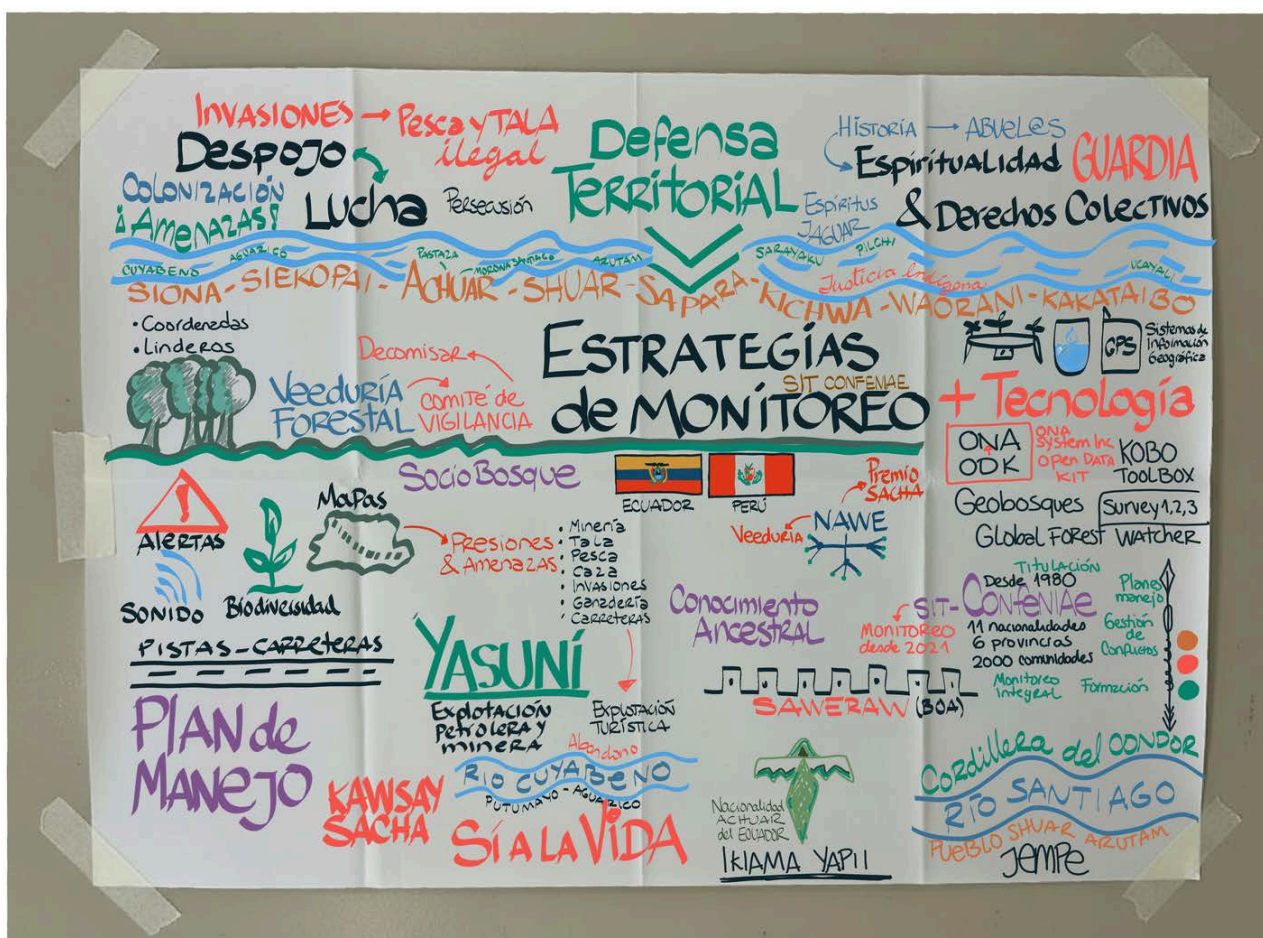 INVASIONES → Pesca y TALA
ilegal
DESPOJO
COLONIZACIÓN
¡AMENAZAS!
LUCHA
Persecusión
Defensa
TERRITORIAL
HISTORIA → ABUEL@S
Espiritualidad
GUARDIA
Espíritus
JAGUAR
& Derechos Colectivos
CUYABENO
AGUARICO
PASTAZA
MORONA SANTIAGO
ARUTAM
SARAYAKU
PILCHI
Justicia Indígena
UCAYALI
SIONA - SIEKOPAI - ACHUAR - SHUAR - SAPARA - KICHWA - WAORANI - KAKATAIBO
• Coordenedas
• Linderos
Decomisar
Veeduría
FORESTAL
COMITÉ DE
VIGILANCIA
ESTRATEGÍAS
SIT CONFENIAE
de MONITOREO
GPS
Sistemas de
Información
Geográfica
+ Tecnología
ONA
ODK
ONA
System Inc.
OPEN DATA
KIT
KOBO
TOOLBOX
Geobosques
Survey 1,2,3
Global Forest WATCHER
Socio Bosque
ECUADOR
PERÚ
Premio
SACHA
Veeduría
NAWE
ALERTAS
SONIDO
Biodiversidad
Mapas
Presiones
& Amenazas
• Minería
• Tala
• Pesca
• Caza
• Invasiones
• Ganadería
• Carreteras
PISTAS - CARRETERAS
Conocimiento
Ancestral
MONITOREO
desde 2021
Titulación
Desde 1980
SIT- Confeniae
11 nacionalidades
6 provincias
2000 comunidades
Planes
manejo
Gestión
de
Conflictos
Monitoreo
Integral
Formación
YASUNÍ
Explotación
Petrolera y
minera
Explotación
TURÍSTICA
SAWERAW (BOA)
PLAN de
MANEJO
KAWSAY
SACHA
Abandono
RÍO CUYABENO
PUTUMAYO - AGUARICO
SÍ A LA VIDA
Nacionalidad
ACHUAR
del ECUADOR
IKIAMA YAPII
Cordillera del CONDOR
RÍO SANTIAGO
PUEBLO SHUAR ARUTAM
JEMPE